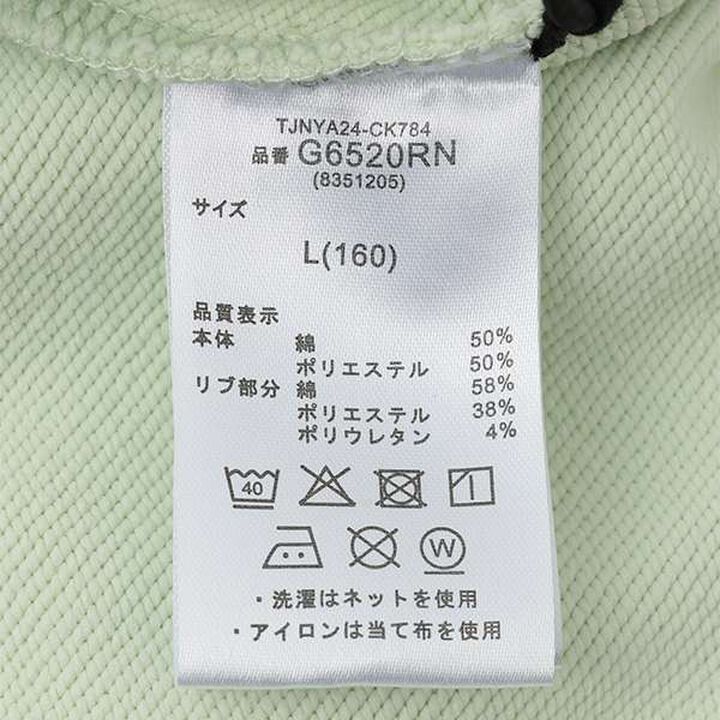 TJNYA24-CK784
品番 G6520RN
(8351205)
サイズ
L(160)
品質表示
本体 綿 50%
ポリエステル 50%
リブ部分 綿 58%
ポリエステル 38%
ポリウレタン 4%
40
W
・洗濯はネットを使用
・アイロンは当て布を使用